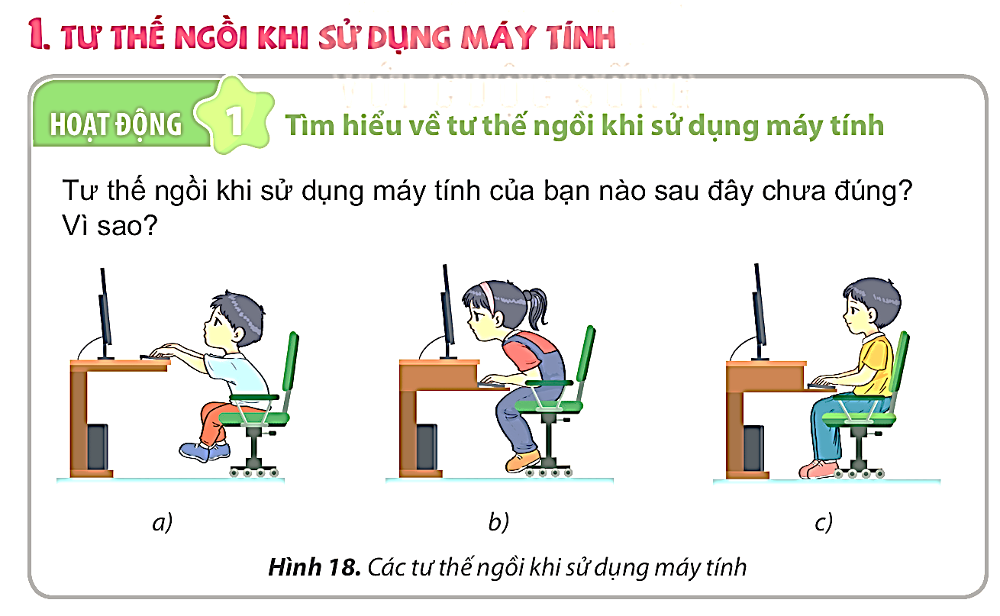 1. TƯ THẾ NGỒI KHI SỬ DỤNG MÁY TÍNH
HOẠT ĐỘNG 1 Tìm hiểu về tư thế ngồi khi sử dụng máy tính
Tư thế ngồi khi sử dụng máy tính của bạn nào sau đây chưa đúng?
Vì sao?
a) b) c)
Hình 18. Các tư thế ngồi khi sử dụng máy tính